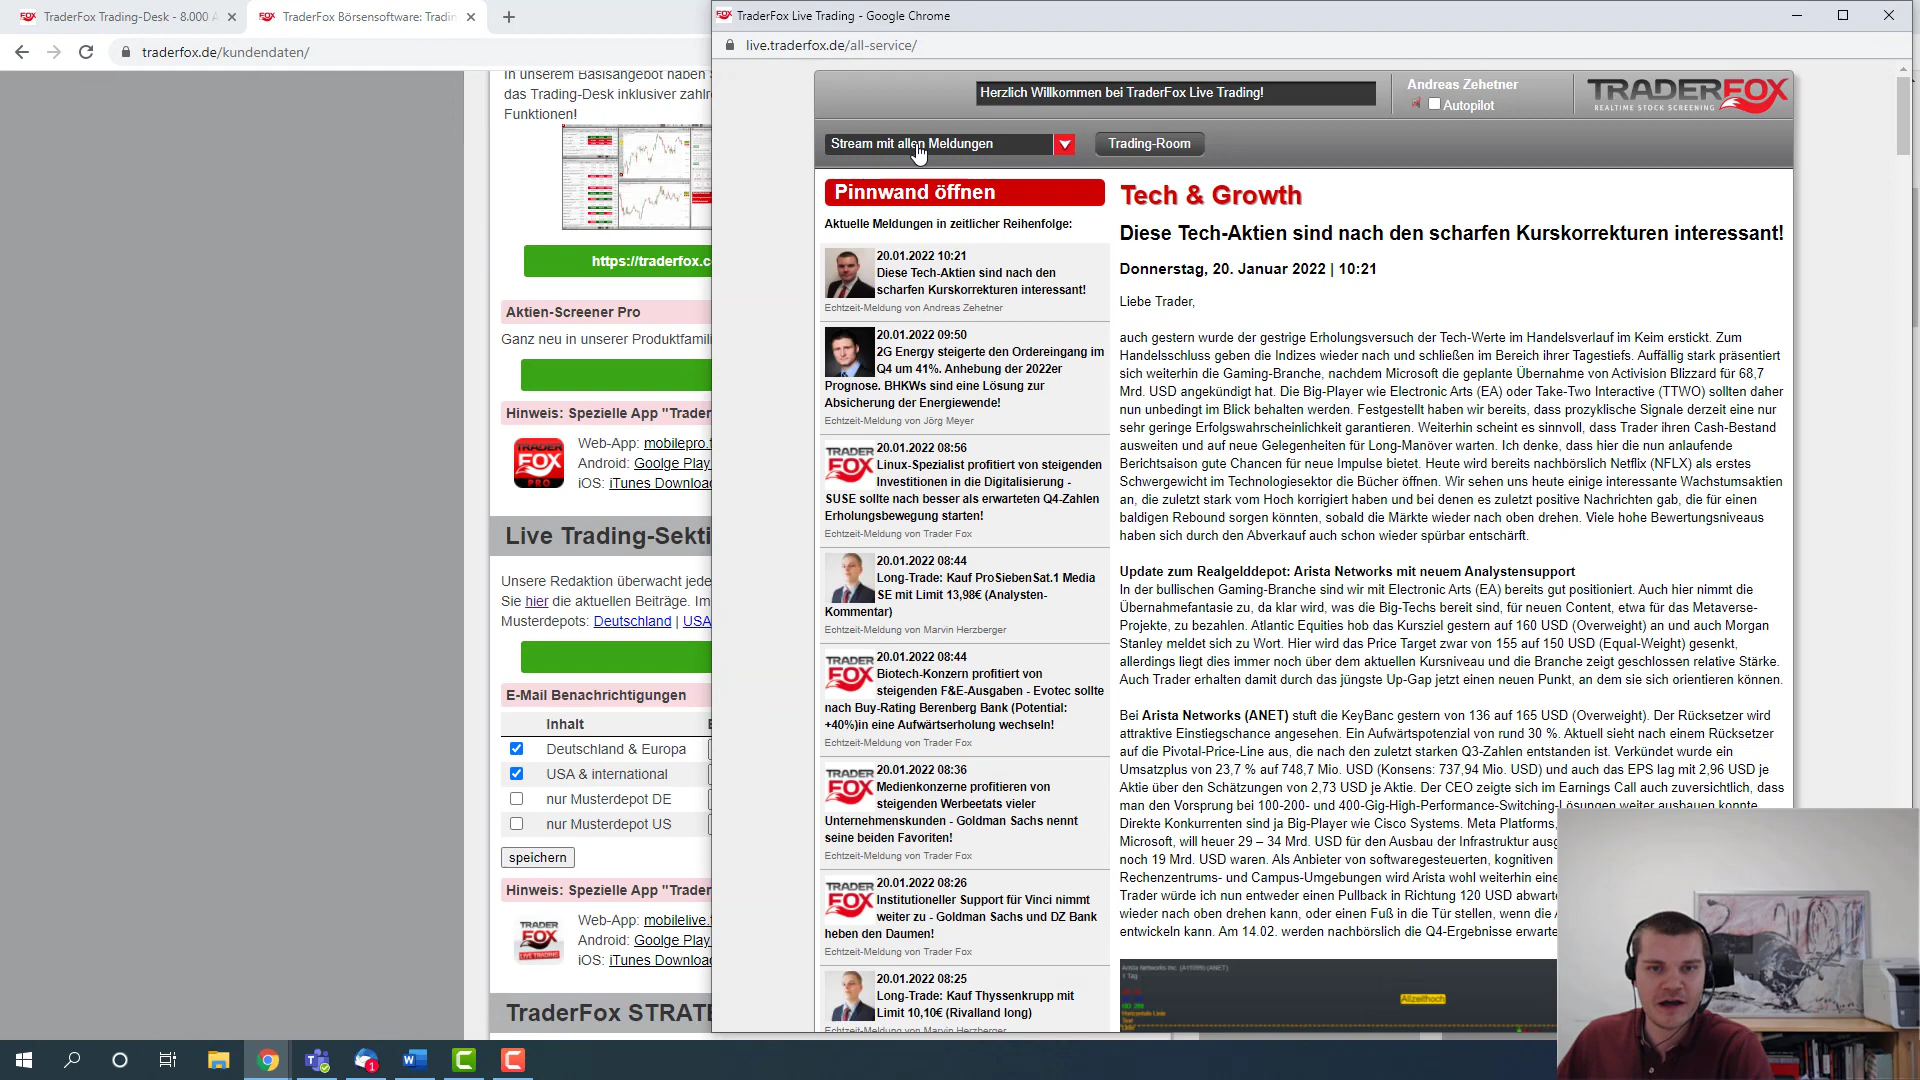 TraderFox Trading-Desk - 8.000 A
TraderFox Börsensoftware: Tradin
traderfox.de/kundendaten/
In unserem Basisangebot haben
das Trading-Desk inklusiver zahlr
Funktionen!
https://traderfox.c
Aktien-Screener Pro
Ganz neu in unserer Produktfamili
Hinweis: Spezielle App "Trader
TRADER
FOX
PRO
Web-App: mobilepro.
Android: Goolge Play
iOS: iTunes Download
Live Trading-Sekti
Unsere Redaktion überwacht jede
Sie hier die aktuellen Beiträge. Im
Musterdepots: Deutschland | USA
E-Mail Benachrichtigungen
Inhalt
Deutschland & Europa
USA & international
nur Musterdepot DE
nur Musterdepot US
speichern
Hinweis: Spezielle App "Trader
TRADER
FOX
LIVE TRADING
Web-App: mobilelive.
Android: Goolge Play
iOS: iTunes Download
TraderFox STRATE
TraderFox Live Trading - Google Chrome
live.traderfox.de/all-service/
Herzlich Willkommen bei TraderFox Live Trading!
Andreas Zehetner
Autopilot
TRADERFOX
REALTIME STOCK SCREENING
Stream mit allen Meldungen
Trading-Room
Pinnwand öffnen
Aktuelle Meldungen in zeitlicher Reihenfolge:
20.01.2022 10:21
Diese Tech-Aktien sind nach den
scharfen Kurskorrekturen interessant!
Echtzeit-Meldung von Andreas Zehetner
20.01.2022 09:50
2G Energy steigerte den Ordereingang im
Q4 um 41%. Anhebung der 2022er
Prognose. BHKWs sind eine Lösung zur
Absicherung der Energiewende!
Echtzeit-Meldung von Jörg Meyer
TRADER
FOX
20.01.2022 08:56
Linux-Spezialist profitiert von steigenden
Investitionen in die Digitalisierung -
SUSE sollte nach besser als erwarteten Q4-Zahlen
Erholungsbewegung starten!
Echtzeit-Meldung von Trader Fox
20.01.2022 08:44
Long-Trade: Kauf ProSiebenSat.1 Media
SE mit Limit 13,98€ (Analysten-
Kommentar)
Echtzeit-Meldung von Marvin Herzberger
TRADER
FOX
20.01.2022 08:44
Biotech-Konzern profitiert von
steigenden F&E-Ausgaben - Evotec sollte
nach Buy-Rating Berenberg Bank (Potential:
+40%)in eine Aufwärtserholung wechseln!
Echtzeit-Meldung von Trader Fox
TRADER
FOX
20.01.2022 08:36
Medienkonzerne profitieren von
steigenden Werbeetats vieler
Unternehmenskunden - Goldman Sachs nennt
seine beiden Favoriten!
Echtzeit-Meldung von Trader Fox
TRADER
FOX
20.01.2022 08:26
Institutioneller Support für Vinci nimmt
weiter zu - Goldman Sachs und DZ Bank
heben den Daumen!
Echtzeit-Meldung von Trader Fox
20.01.2022 08:25
Long-Trade: Kauf Thyssenkrupp mit
Limit 10,10€ (Rivalland long)
Echtzeit-Meldung von Marvin Herzberger
Tech & Growth
Diese Tech-Aktien sind nach den scharfen Kurskorrekturen interessant!
Donnerstag, 20. Januar 2022 | 10:21
Liebe Trader,
auch gestern wurde der gestrige Erholungsversuch der Tech-Werte im Handelsverlauf im Keim erstickt. Zum
Handelsschluss geben die Indizes wieder nach und schließen im Bereich ihrer Tagestiefs. Auffällig stark präsentiert
sich weiterhin die Gaming-Branche, nachdem Microsoft die geplante Übernahme von Activision Blizzard für 68,7
Mrd. USD angekündigt hat. Die Big-Player wie Electronic Arts (EA) oder Take-Two Interactive (TTWO) sollten daher
nun unbedingt im Blick behalten werden. Festgestellt haben wir bereits, dass prozyklische Signale derzeit eine nur
sehr geringe Erfolgswahrscheinlichkeit garantieren. Weiterhin scheint es sinnvoll, dass Trader ihren Cash-Bestand
ausweiten und auf neue Gelegenheiten für Long-Manöver warten. Ich denke, dass hier die nun anlaufende
Berichtsaison gute Chancen für neue Impulse bietet. Heute wird bereits nachbörslich Netflix (NFLX) als erstes
Schwergewicht im Technologiesektor die Bücher öffnen. Wir sehen uns heute einige interessante Wachstumsaktien
an, die zuletzt stark vom Hoch korrigiert haben und bei denen es zuletzt positive Nachrichten gab, die für einen
baldigen Rebound sorgen könnten, sobald die Märkte wieder nach oben drehen. Viele hohe Bewertungsniveaus
haben sich durch den Abverkauf auch schon wieder spürbar entschärft.
Update zum Realgelddepot: Arista Networks mit neuem Analystensupport
In der bullischen Gaming-Branche sind wir mit Electronic Arts (EA) bereits gut positioniert. Auch hier nimmt die
Übernahmefantasie zu, da klar wird, was die Big-Techs bereit sind, für neuen Content, etwa für das Metaverse-
Projekte, zu bezahlen. Atlantic Equities hob das Kursziel gestern auf 160 USD (Overweight) an und auch Morgan
Stanley meldet sich zu Wort. Hier wird das Price Target zwar von 155 auf 150 USD (Equal-Weight) gesenkt,
allerdings liegt dies immer noch über dem aktuellen Kursniveau und die Branche zeigt geschlossen relative Stärke.
Auch Trader erhalten damit durch das jüngste Up-Gap jetzt einen neuen Punkt, an dem sie sich orientieren können.
Bei Arista Networks (ANET) stuft die KeyBanc gestern von 136 auf 165 USD (Overweight). Der Rücksetzer wird
attraktive Einstiegschance angesehen. Ein Aufwärtspotenzial von rund 30 %. Aktuell sieht nach einem Rücksetzer
auf die Pivotal-Price-Line aus, die nach den zuletzt starken Q3-Zahlen entstanden ist. Verkündet wurde ein
Umsatzplus von 23,7 % auf 748,7 Mio. USD (Konsens: 737,94 Mio. USD) und auch das EPS lag mit 2,96 USD je
Aktie über den Schätzungen von 2,73 USD je Aktie. Der CEO zeigte sich im Earnings Call auch zuversichtlich, dass
man den Vorsprung bei 100-200- und 400-Gig-High-Performance-Switching-Lösungen weiter ausbauen konnte.
Direkte Konkurrenten sind ja Big-Player wie Cisco Systems. Meta Platforms,
Microsoft, will heuer 29 – 34 Mrd. USD für den Ausbau der Infrastruktur ausg
noch 19 Mrd. USD waren. Als Anbieter von softwaregesteuerten, kognitiven
Rechenzentrums- und Campus-Umgebungen wird Arista wohl weiterhin eine
Trader würde ich nun entweder einen Pullback in Richtung 120 USD abwarte
wieder nach oben drehen kann, oder einen Fuß in die Tür stellen, wenn die A
entwickeln kann. Am 14.02. werden nachbörslich die Q4-Ergebnisse erwarte
Arista Networks Inc. (A11099) (ANET)
1 Tag
Allzeithoch
Horizontale Linie